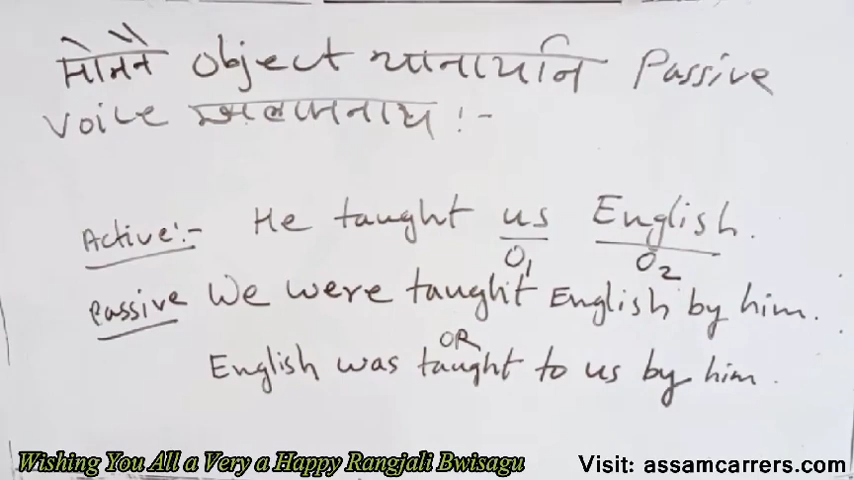 मोननै Object थानायनि Passive
Voice खालामनाय :-
Active:- He taught us English.
O1 O2
Passive We were taught English by him.
OR
English was taught to us by him.
Wishing You All a Very a Happy Rangjali Bwisagu
Visit: assamcarrers.com